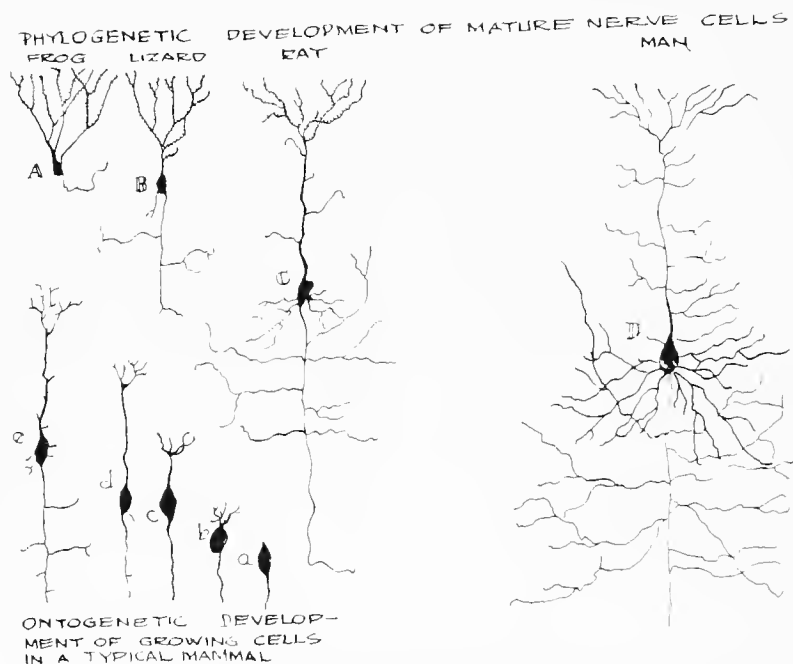 PHYLOGENETIC DEVELOPMENT OF MATURE NERVE CELLS
FROG LIZARD RAT MAN
A
B
C
D
e
d
c
b
a
ONTOGENETIC DEVELOP-
MENT OF GROWING CELLS
IN A TYPICAL MAMMAL